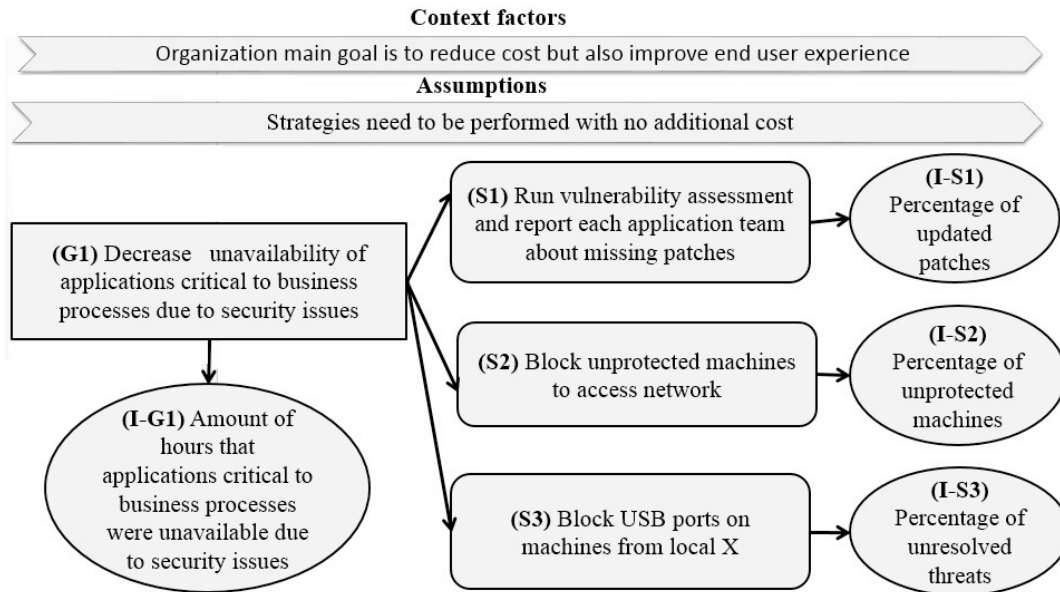 Context factors
Organization main goal is to reduce cost but also improve end user experience
Assumptions
Strategies need to be performed with no additional cost
(G1) Decrease unavailability of
applications critical to business
processes due to security issues
(I-G1) Amount of
hours that
applications critical to
business processes
were unavailable due
to security issues
(S1) Run vulnerability assessment
and report each application team
about missing patches
(I-S1)
Percentage of
updated
patches
(S2) Block unprotected machines
to access network
(I-S2)
Percentage of
unprotected
machines
(S3) Block USB ports on
machines from local X
(I-S3)
Percentage of
unresolved
threats